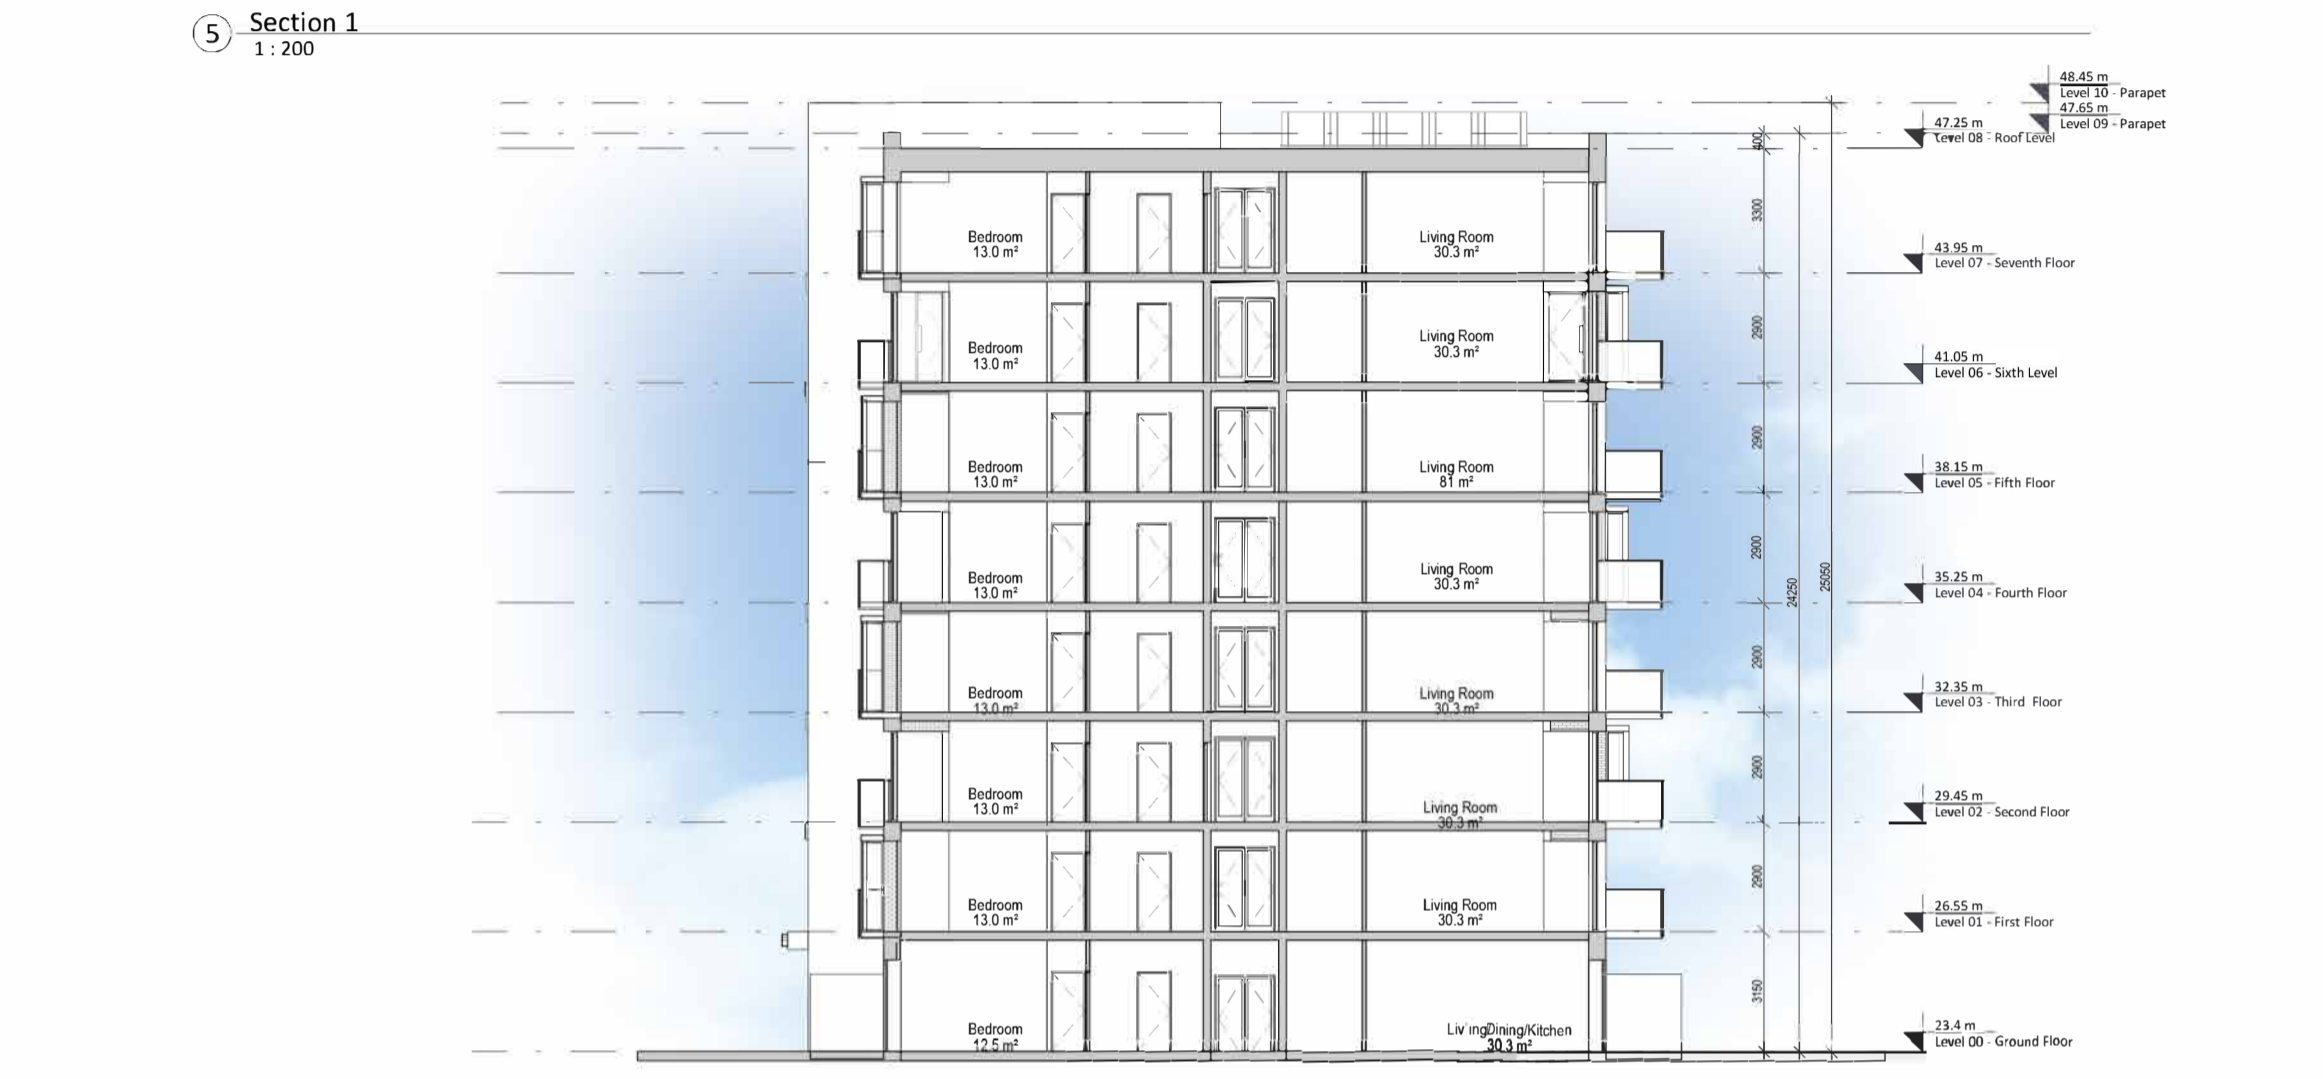 5
Section 1
1 : 200
48.45 m
Level 10 - Parapet
47.65 m
Level 09 - Parapet
47.25 m
Level 08 - Roof Level
400
3300
Bedroom
13.0 m²
Living Room
30.3 m²
43.95 m
Level 07 - Seventh Floor
2900
Bedroom
13.0 m²
Living Room
30.3 m²
41.05 m
Level 06 - Sixth Level
2900
Bedroom
13.0 m²
Living Room
81 m²
38.15 m
Level 05 - Fifth Floor
2900
Bedroom
13.0 m²
Living Room
30.3 m²
24250
25050
35.25 m
Level 04 - Fourth Floor
2900
Bedroom
13.0 m²
Living Room
30.3 m²
32.35 m
Level 03 - Third Floor
2900
Bedroom
13.0 m²
Living Room
30.3 m²
29.45 m
Level 02 - Second Floor
2900
Bedroom
13.0 m²
Living Room
30.3 m²
26.55 m
Level 01 - First Floor
3150
Bedroom
12.5 m²
Living/Dining/Kitchen
30.3 m²
23.4 m
Level 00 - Ground Floor